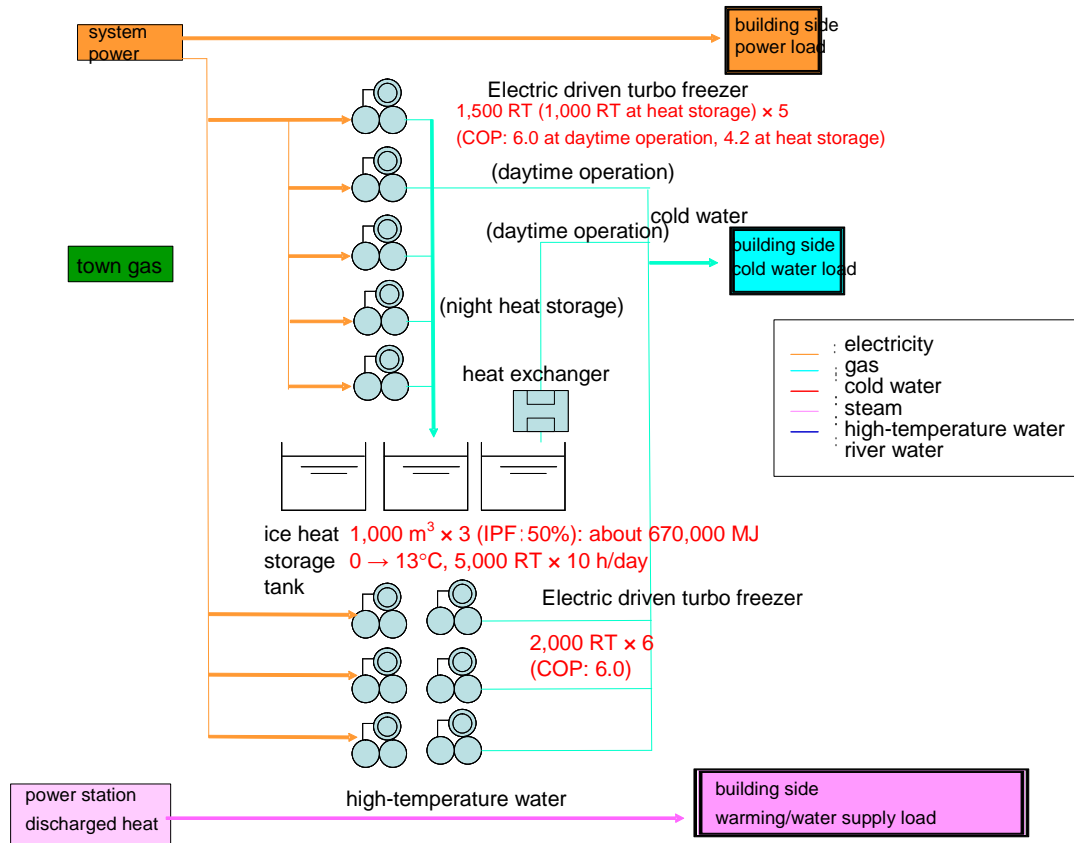 system
power
building side
power load
Electric driven turbo freezer
1,500 RT (1,000 RT at heat storage) × 5
(COP: 6.0 at daytime operation, 4.2 at heat storage)
(daytime operation)
cold water
(daytime operation)
building side
cold water load
town gas
(night heat storage)
heat exchanger
: electricity
: gas
: cold water
: steam
: high-temperature water
: river water
ice heat storage tank
1,000 m³ × 3 (IPF: 50%): about 670,000 MJ
0 → 13°C, 5,000 RT × 10 h/day
Electric driven turbo freezer
2,000 RT × 6
(COP: 6.0)
power station
discharged heat
high-temperature water
building side
warming/water supply load